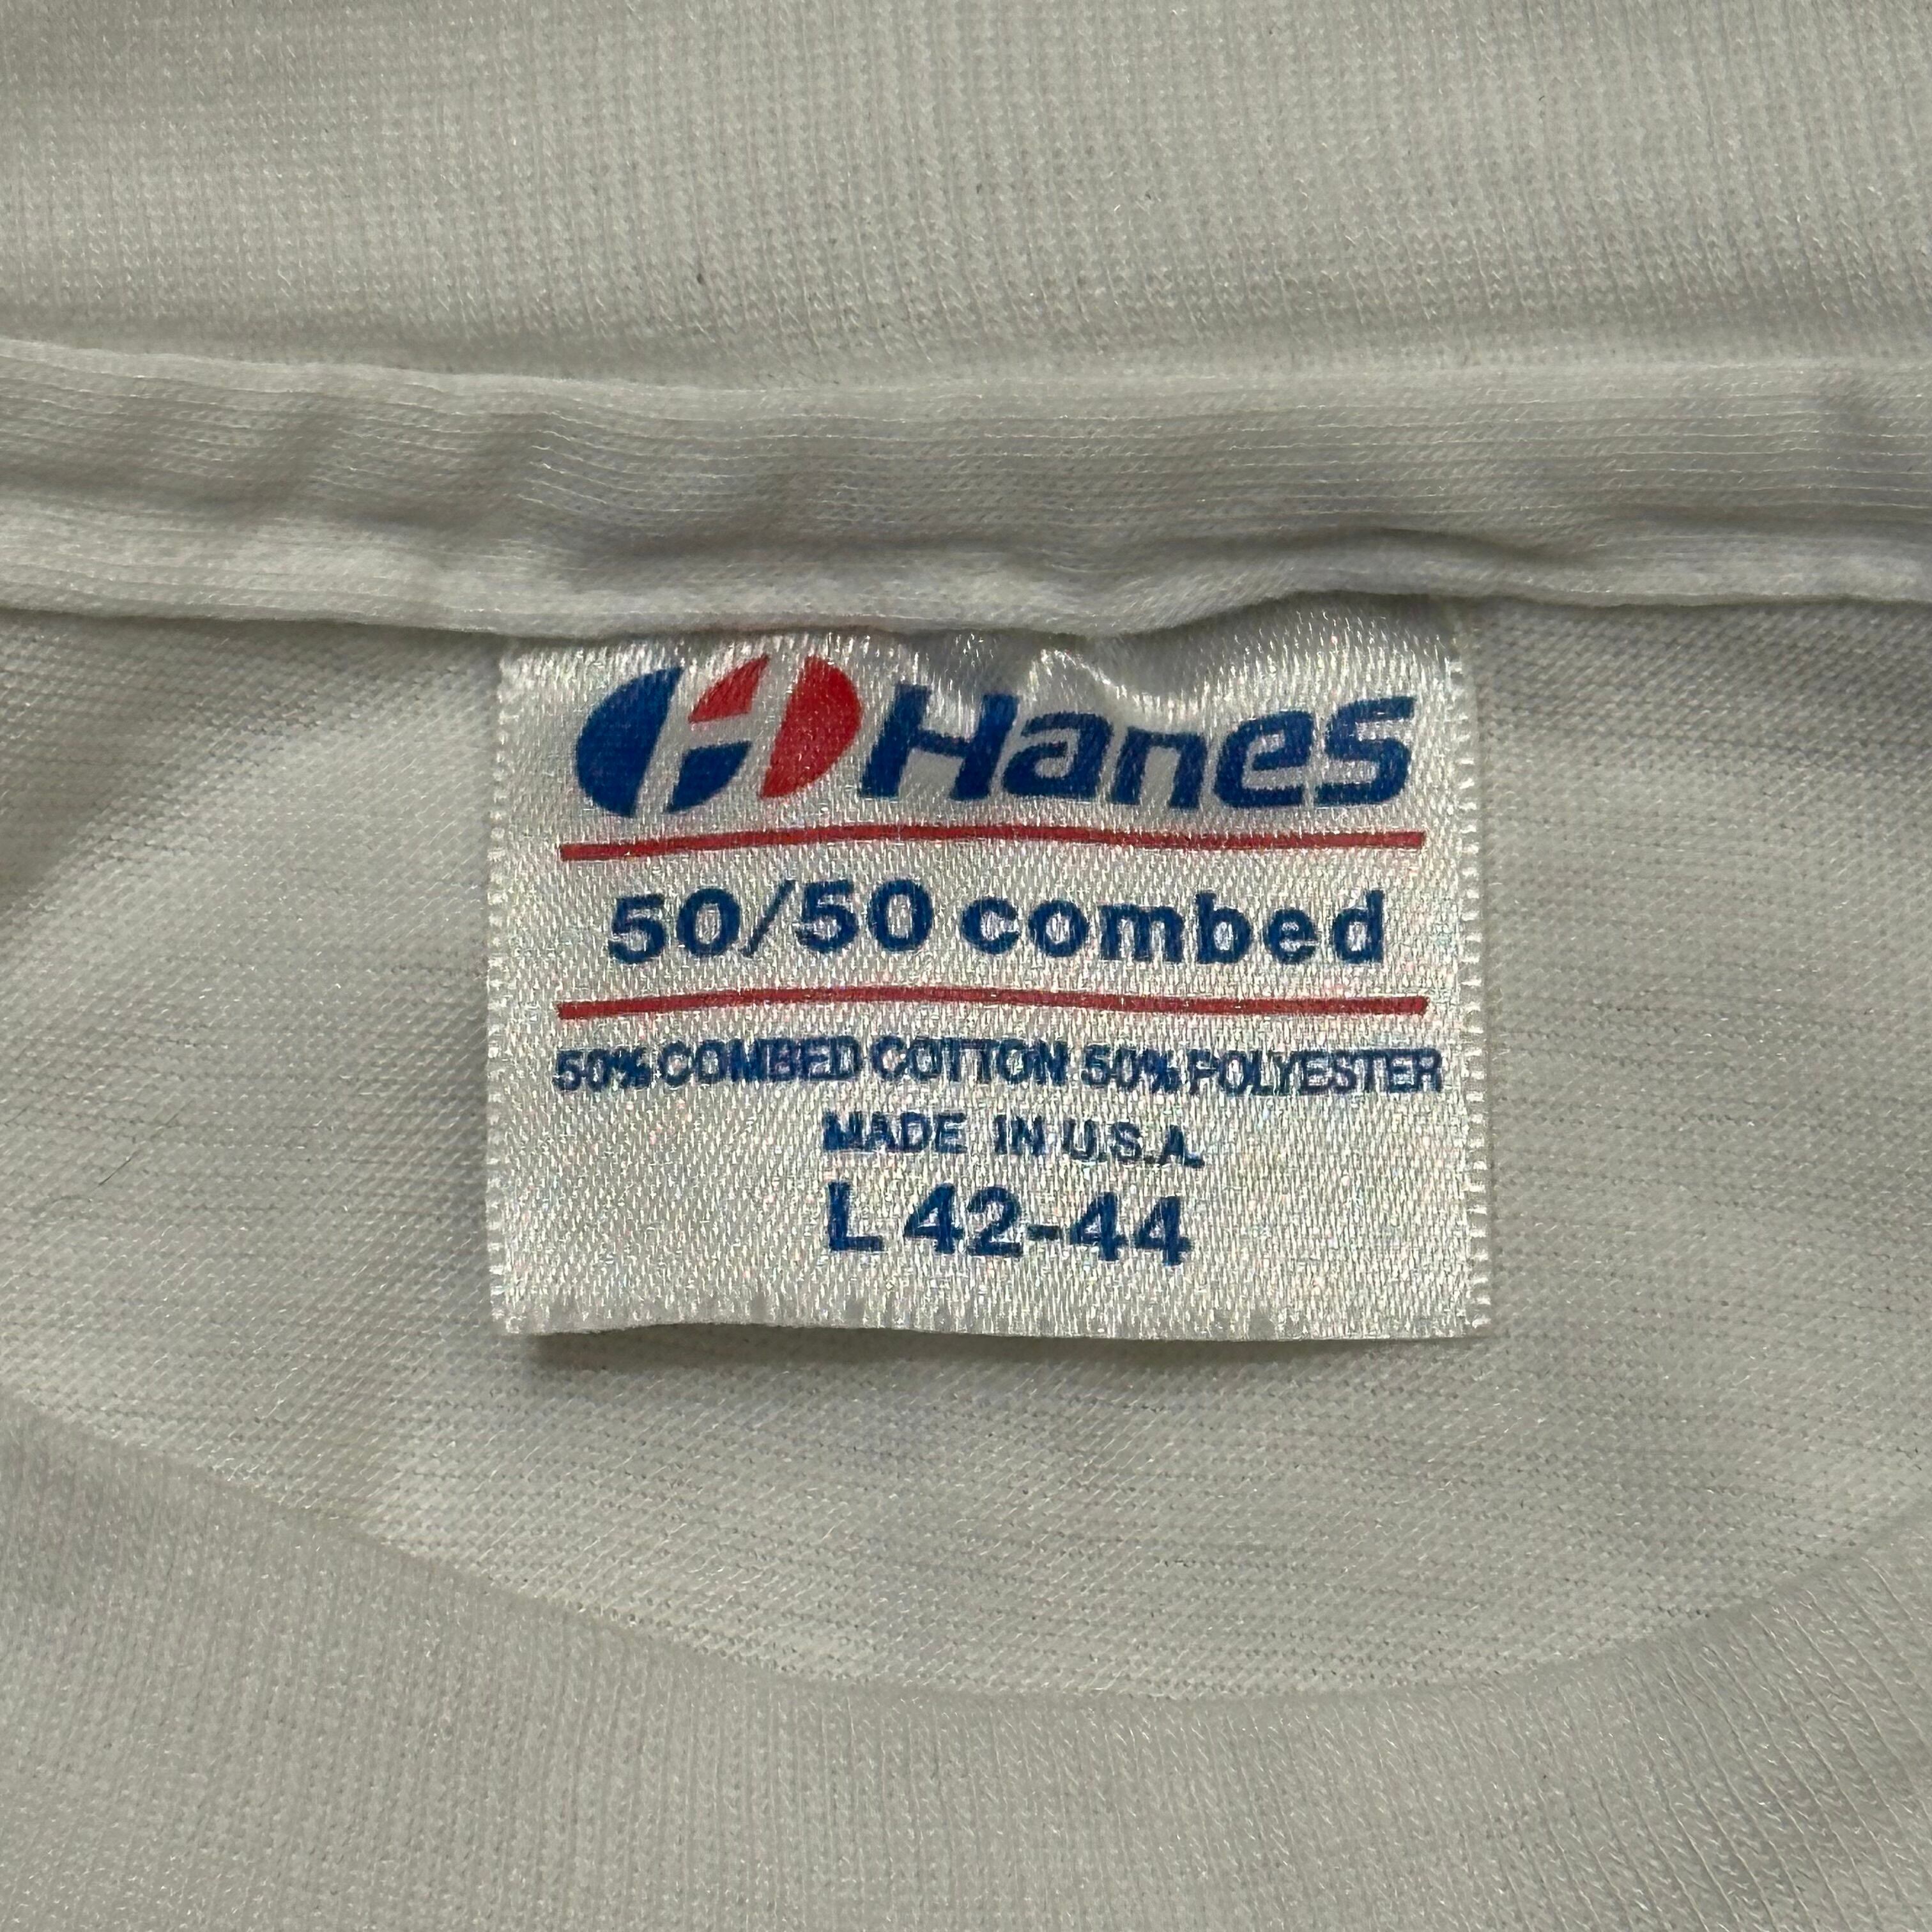 Hanes
50/50 combed
50% COMBED COTTON 50% POLYESTER
MADE IN U.S.A.
L 42-44